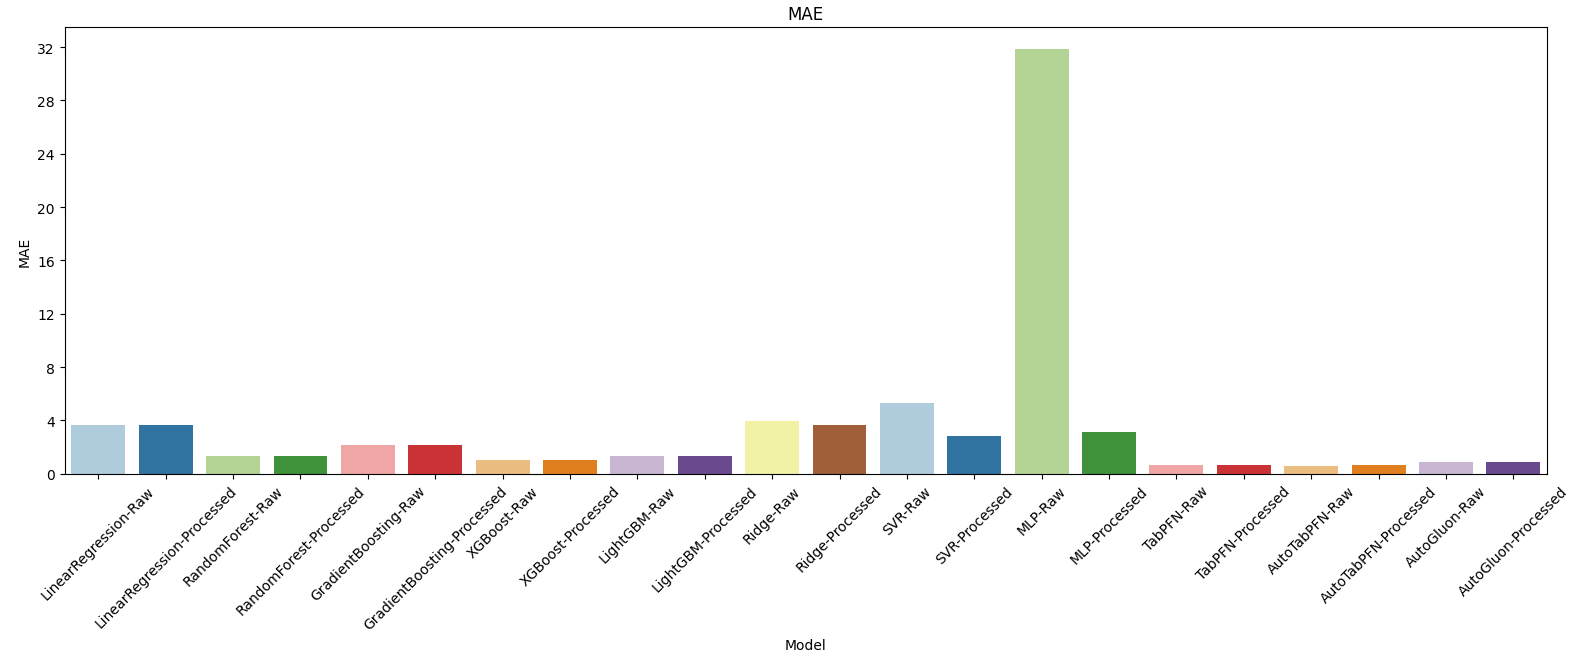 MAE
MAE
32
28
24
20
16
12
8
4
0
LinearRegression-Raw
LinearRegression-Processed
RandomForest-Raw
RandomForest-Processed
GradientBoosting-Raw
GradientBoosting-Processed
XGBoost-Raw
XGBoost-Processed
LightGBM-Raw
LightGBM-Processed
Ridge-Raw
Ridge-Processed
SVR-Raw
SVR-Processed
MLP-Raw
MLP-Processed
TabPFN-Raw
TabPFN-Processed
AutoTabPFN-Raw
AutoTabPFN-Processed
AutoGluon-Raw
AutoGluon-Processed
Model